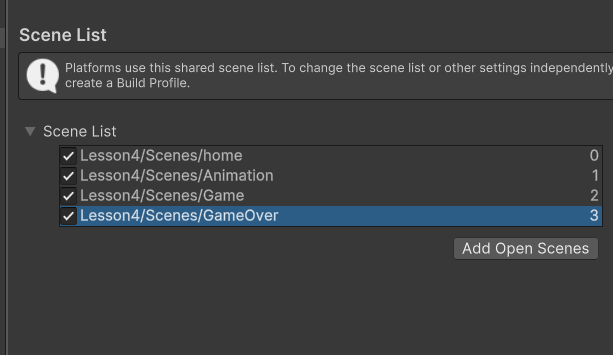 Scene List
Platforms use this shared scene list. To change the scene list or other settings independently
create a Build Profile.
Scene List
Lesson4/Scenes/home 0
Lesson4/Scenes/Animation 1
Lesson4/Scenes/Game 2
Lesson4/Scenes/GameOver 3
Add Open Scenes